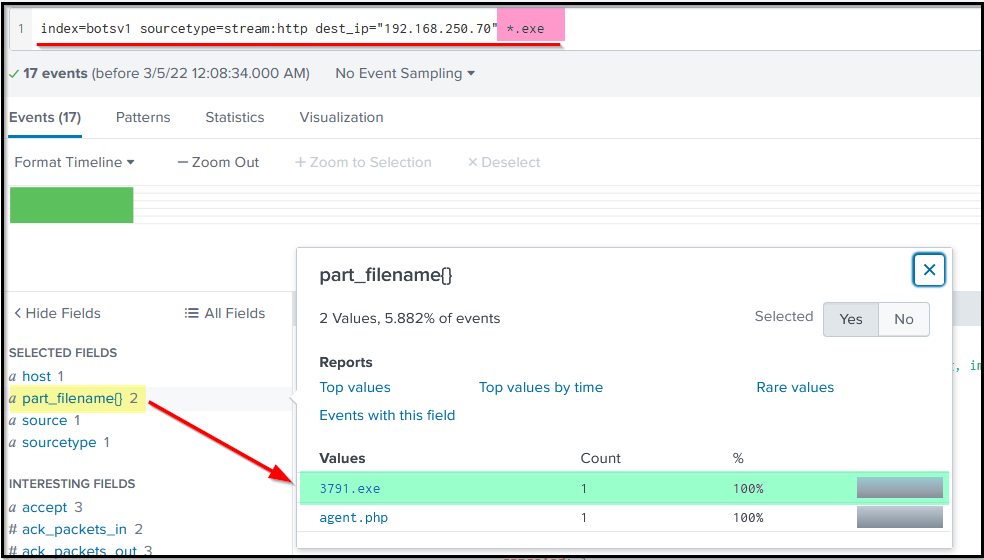 1 index=botsv1 sourcetype=stream:http dest_ip="192.168.250.70" *.exe
✓ 17 events (before 3/5/22 12:08:34.000 AM) No Event Sampling ▾
Events (17) Patterns Statistics Visualization
Format Timeline ▾ — Zoom Out + Zoom to Selection × Deselect
part_filename{}
2 Values, 5.882% of events
Selected Yes No
Reports
Top values Top values by time Rare values
Events with this field
Values Count %
3791.exe 1 100%
agent.php 1 100%
< Hide Fields All Fields
SELECTED FIELDS
a host 1
a part_filename{} 2
a source 1
a sourcetype 1
INTERESTING FIELDS
a accept 3
# ack_packets_in 2
# ack_packets_out 3